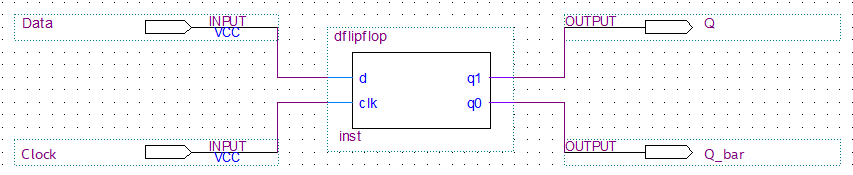 Data
INPUT
VCC
dflipflop
d
clk
q1
q0
inst
Clock
INPUT
VCC
OUTPUT
Q
OUTPUT
Q_bar